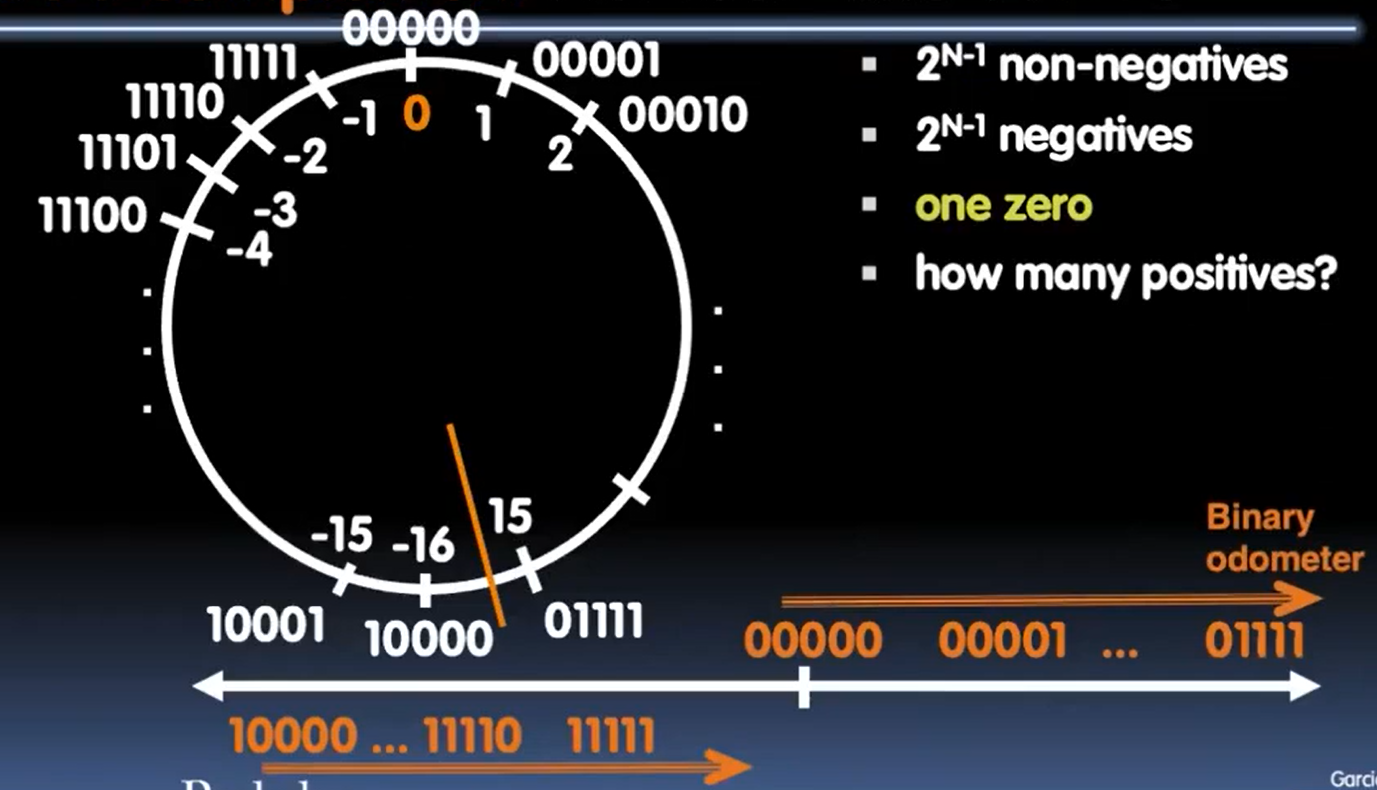 00000
11111
00001
11110
-1 0 1
00010
11101
-2
2
11100
-3
-4
-15 -16 15
10001 10000 01111
2N-1 non-negatives
2N-1 negatives
one zero
how many positives?
Binary
odometer
00000 00001 ... 01111
10000 ... 11110 11111